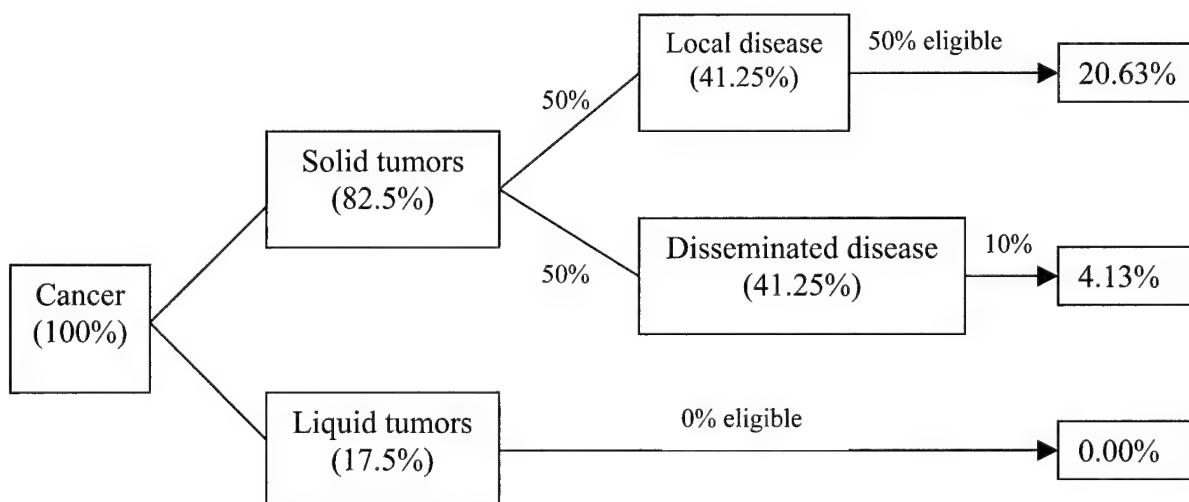 Local disease
(41.25%)
50% eligible
20.63%
50%
Solid tumors
(82.5%)
Disseminated disease
(41.25%)
10%
4.13%
50%
Cancer
(100%)
Liquid tumors
(17.5%)
0% eligible
0.00%